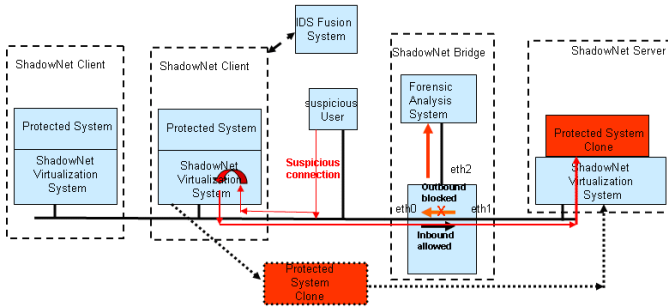 IDS Fusion
System
ShadowNet Client
ShadowNet Client
ShadowNet Bridge
ShadowNet Server
Protected System
ShadowNet
Virtualization
System
Protected System
ShadowNet
Virtualization
System
suspicious
User
Suspicious
connection
Forensic
Analysis
System
eth2
Outbound
blocked
eth0
X
eth1
Inbound
allowed
Protected System
Clone
ShadowNet
Virtualization
System
Protected
System
Clone